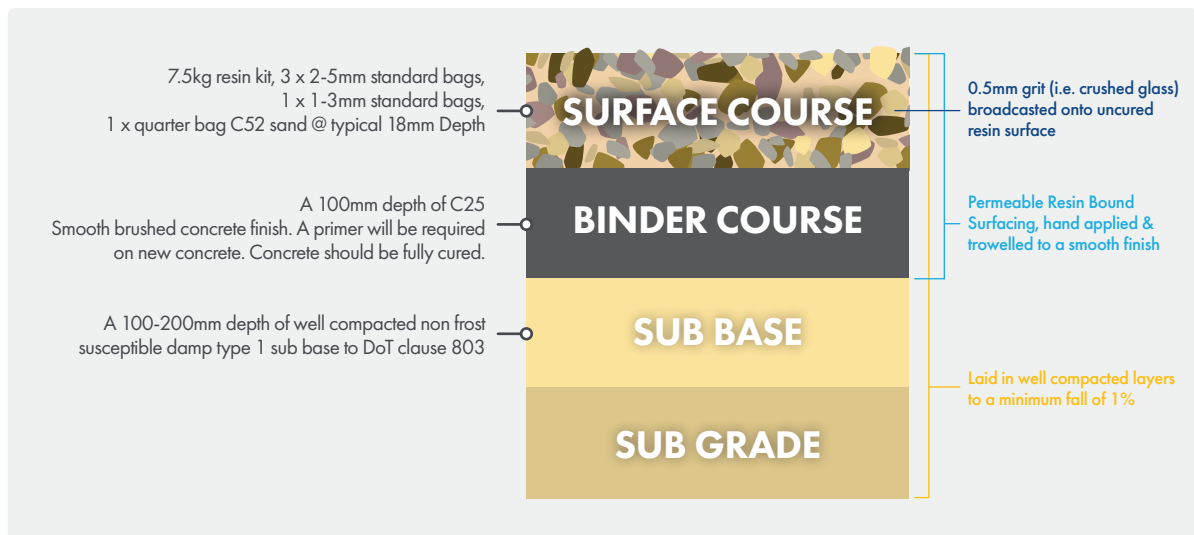 7.5kg resin kit, 3 x 2-5mm standard bags,
1 x 1-3mm standard bags,
1 x quarter bag C52 sand @ typical 18mm Depth
SURFACE COURSE
0.5mm grit (i.e. crushed glass)
broadcasted onto uncured
resin surface
A 100mm depth of C25
Smooth brushed concrete finish. A primer will be required
on new concrete. Concrete should be fully cured.
BINDER COURSE
Permeable Resin Bound
Surfacing, hand applied &
trowelled to a smooth finish
A 100-200mm depth of well compacted non frost
susceptible damp type 1 sub base to DoT clause 803
SUB BASE
Laid in well compacted layers
to a minimum fall of 1%
SUB GRADE